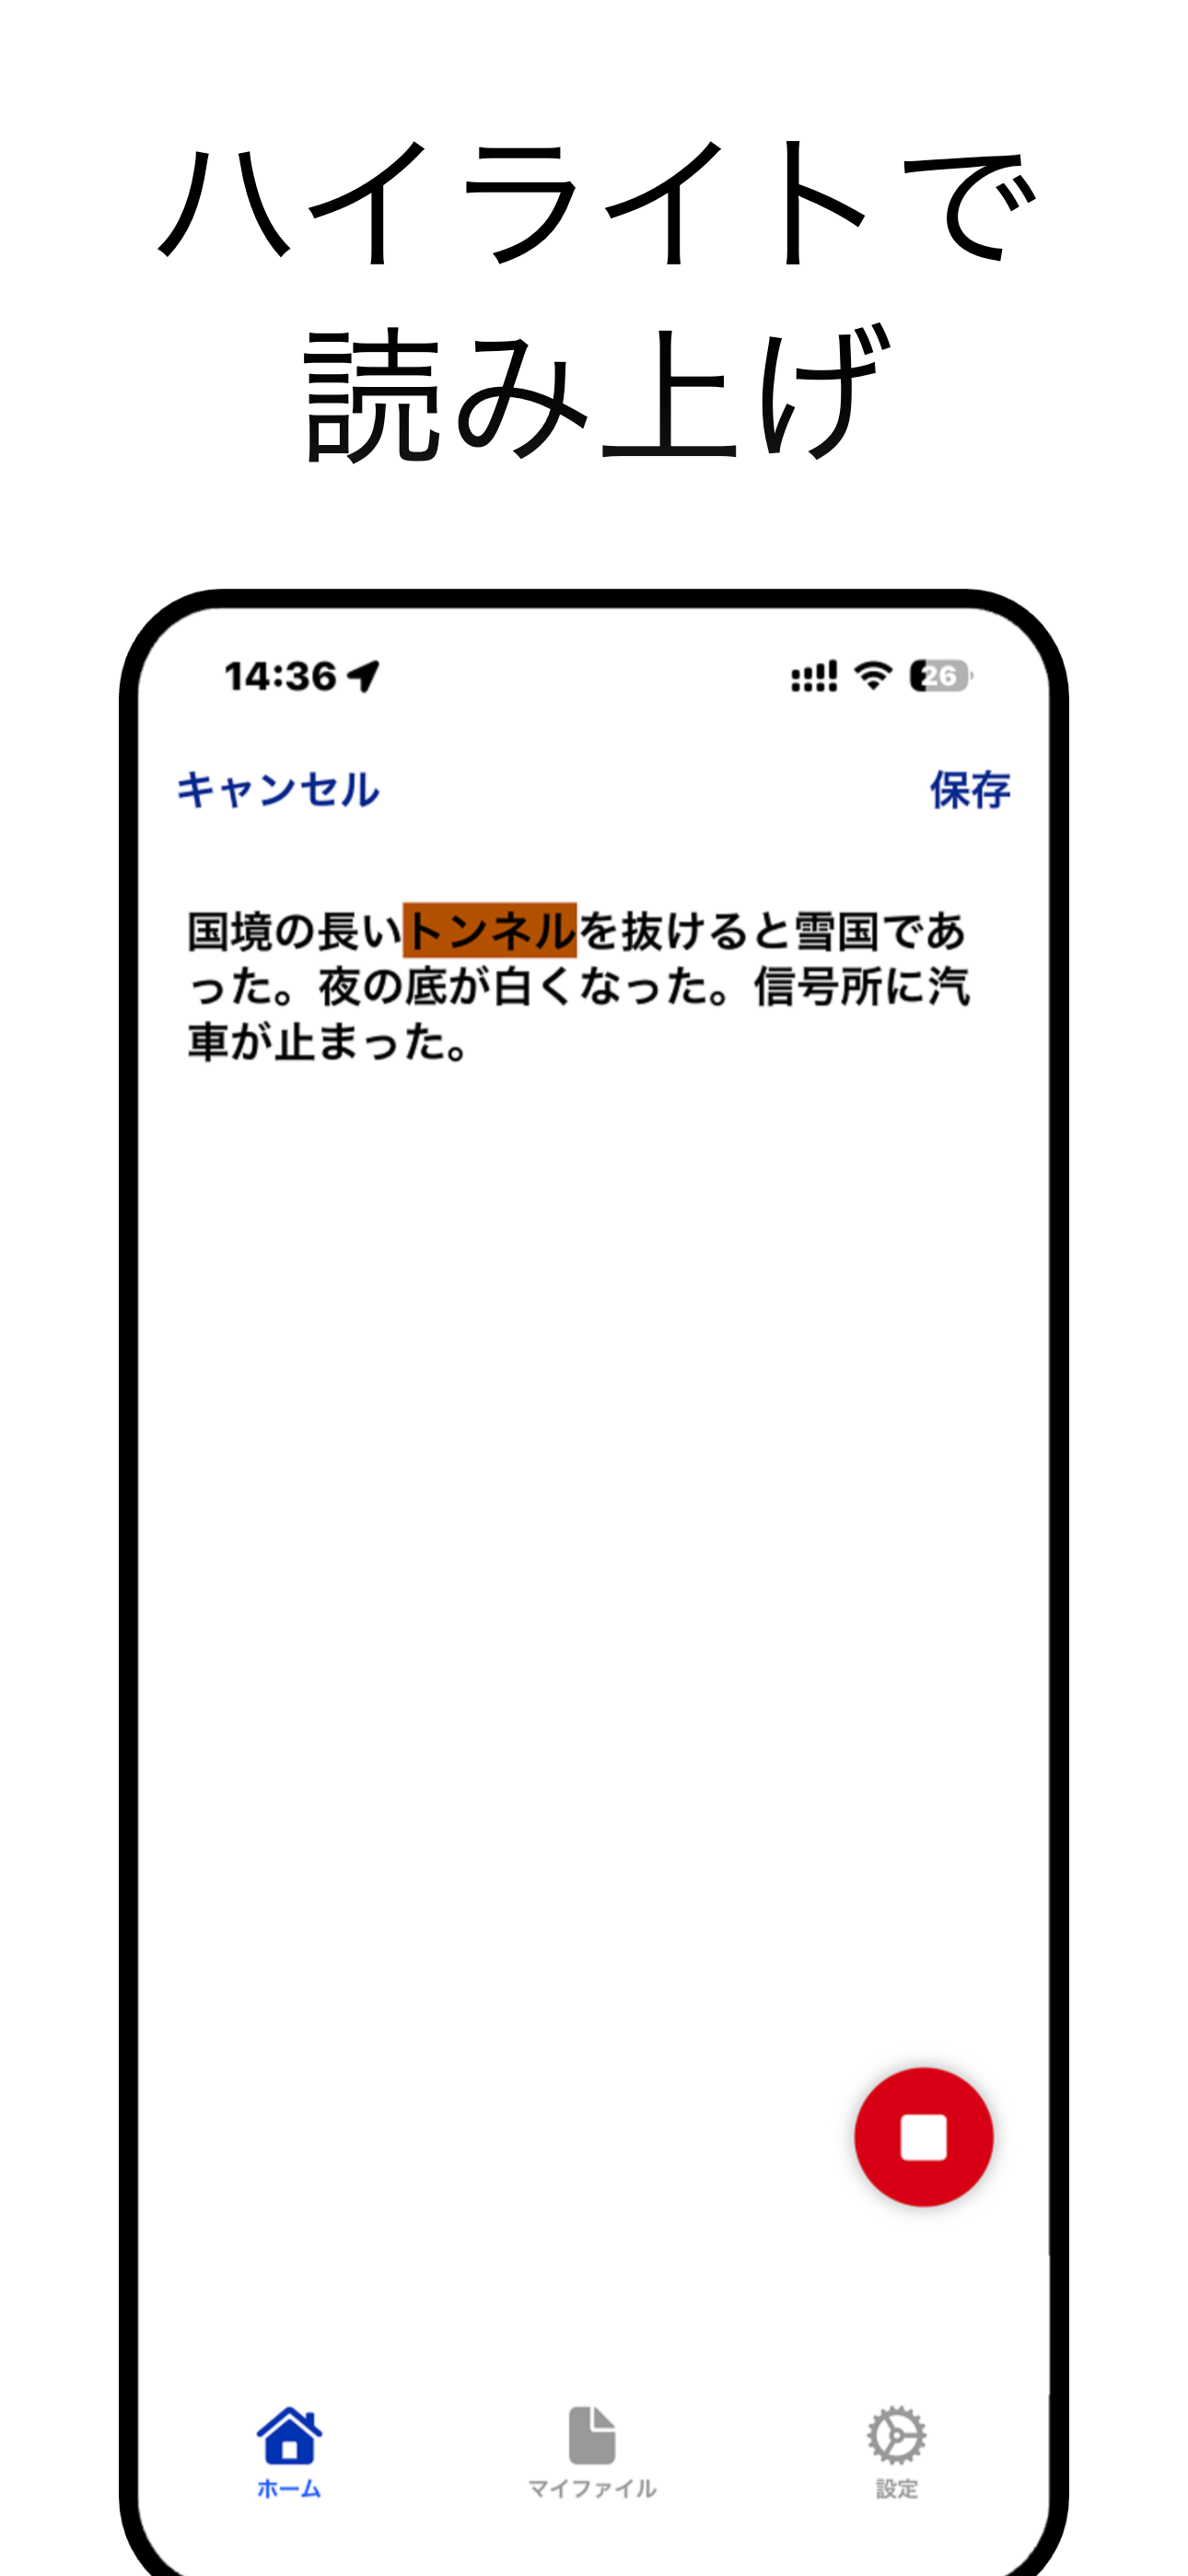 ハイライトで
読み上げ
14:36
26
キャンセル
保存
国境の長いトンネルを抜けると雪国であ
った。夜の底が白くなった。信号所に汽
車が止まった。
ホーム
マイファイル
設定